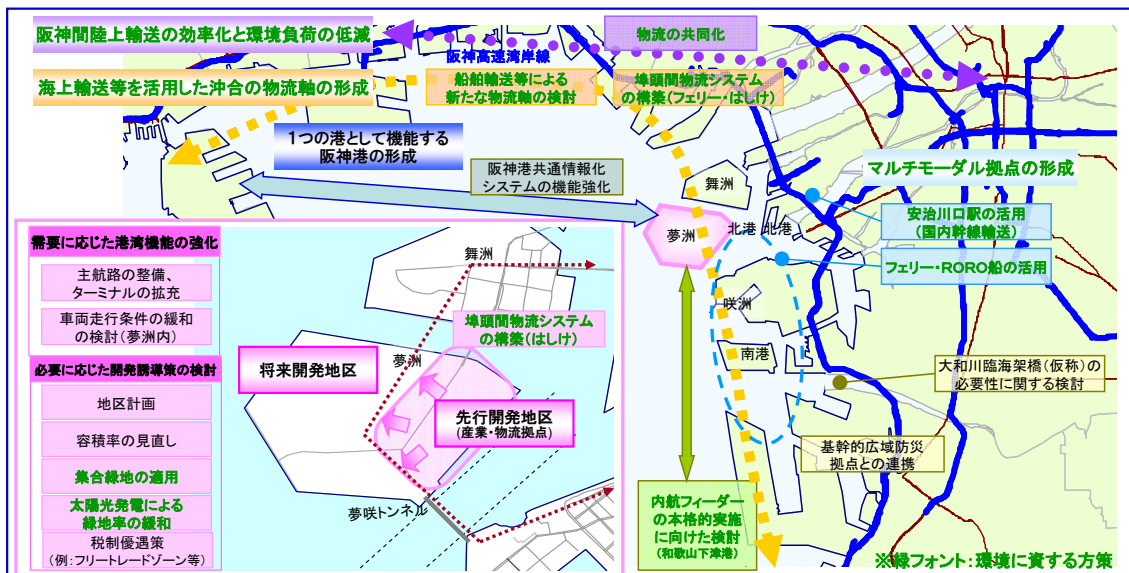 阪神間陸上輸送の効率化と環境負荷の低減
物流の共同化
阪神高速湾岸線
海上輸送等を活用した沖合の物流軸の形成
船舶輸送等による
新たな物流軸の検討
埠頭間物流システム
の構築(フェリー・はしけ)
1つの港として機能する
阪神港の形成
阪神港共通情報化
システムの機能強化
舞洲
マルチモーダル拠点の形成
安治川口駅の活用
(国内幹線輸送)
夢洲
北港
北港
フェリー・RORO船の活用
咲洲
南港
大和川臨海架橋(仮称)の
必要性に関する検討
基幹的広域防災
拠点との連携
内航フィーダー
の本格的実施
に向けた検討
(和歌山下津港)
※緑フォント:環境に資する方策
需要に応じた港湾機能の強化
主航路の整備、
ターミナルの拡充
車両走行条件の緩和
の検討(夢洲内)
必要に応じた開発誘導策の検討
地区計画
容積率の見直し
集合緑地の適用
太陽光発電による
緑地率の緩和
税制優遇策
(例:フリートレードゾーン等)
舞洲
埠頭間物流システム
の構築(はしけ)
夢洲
将来開発地区
先行開発地区
(産業・物流拠点)
夢咲トンネル